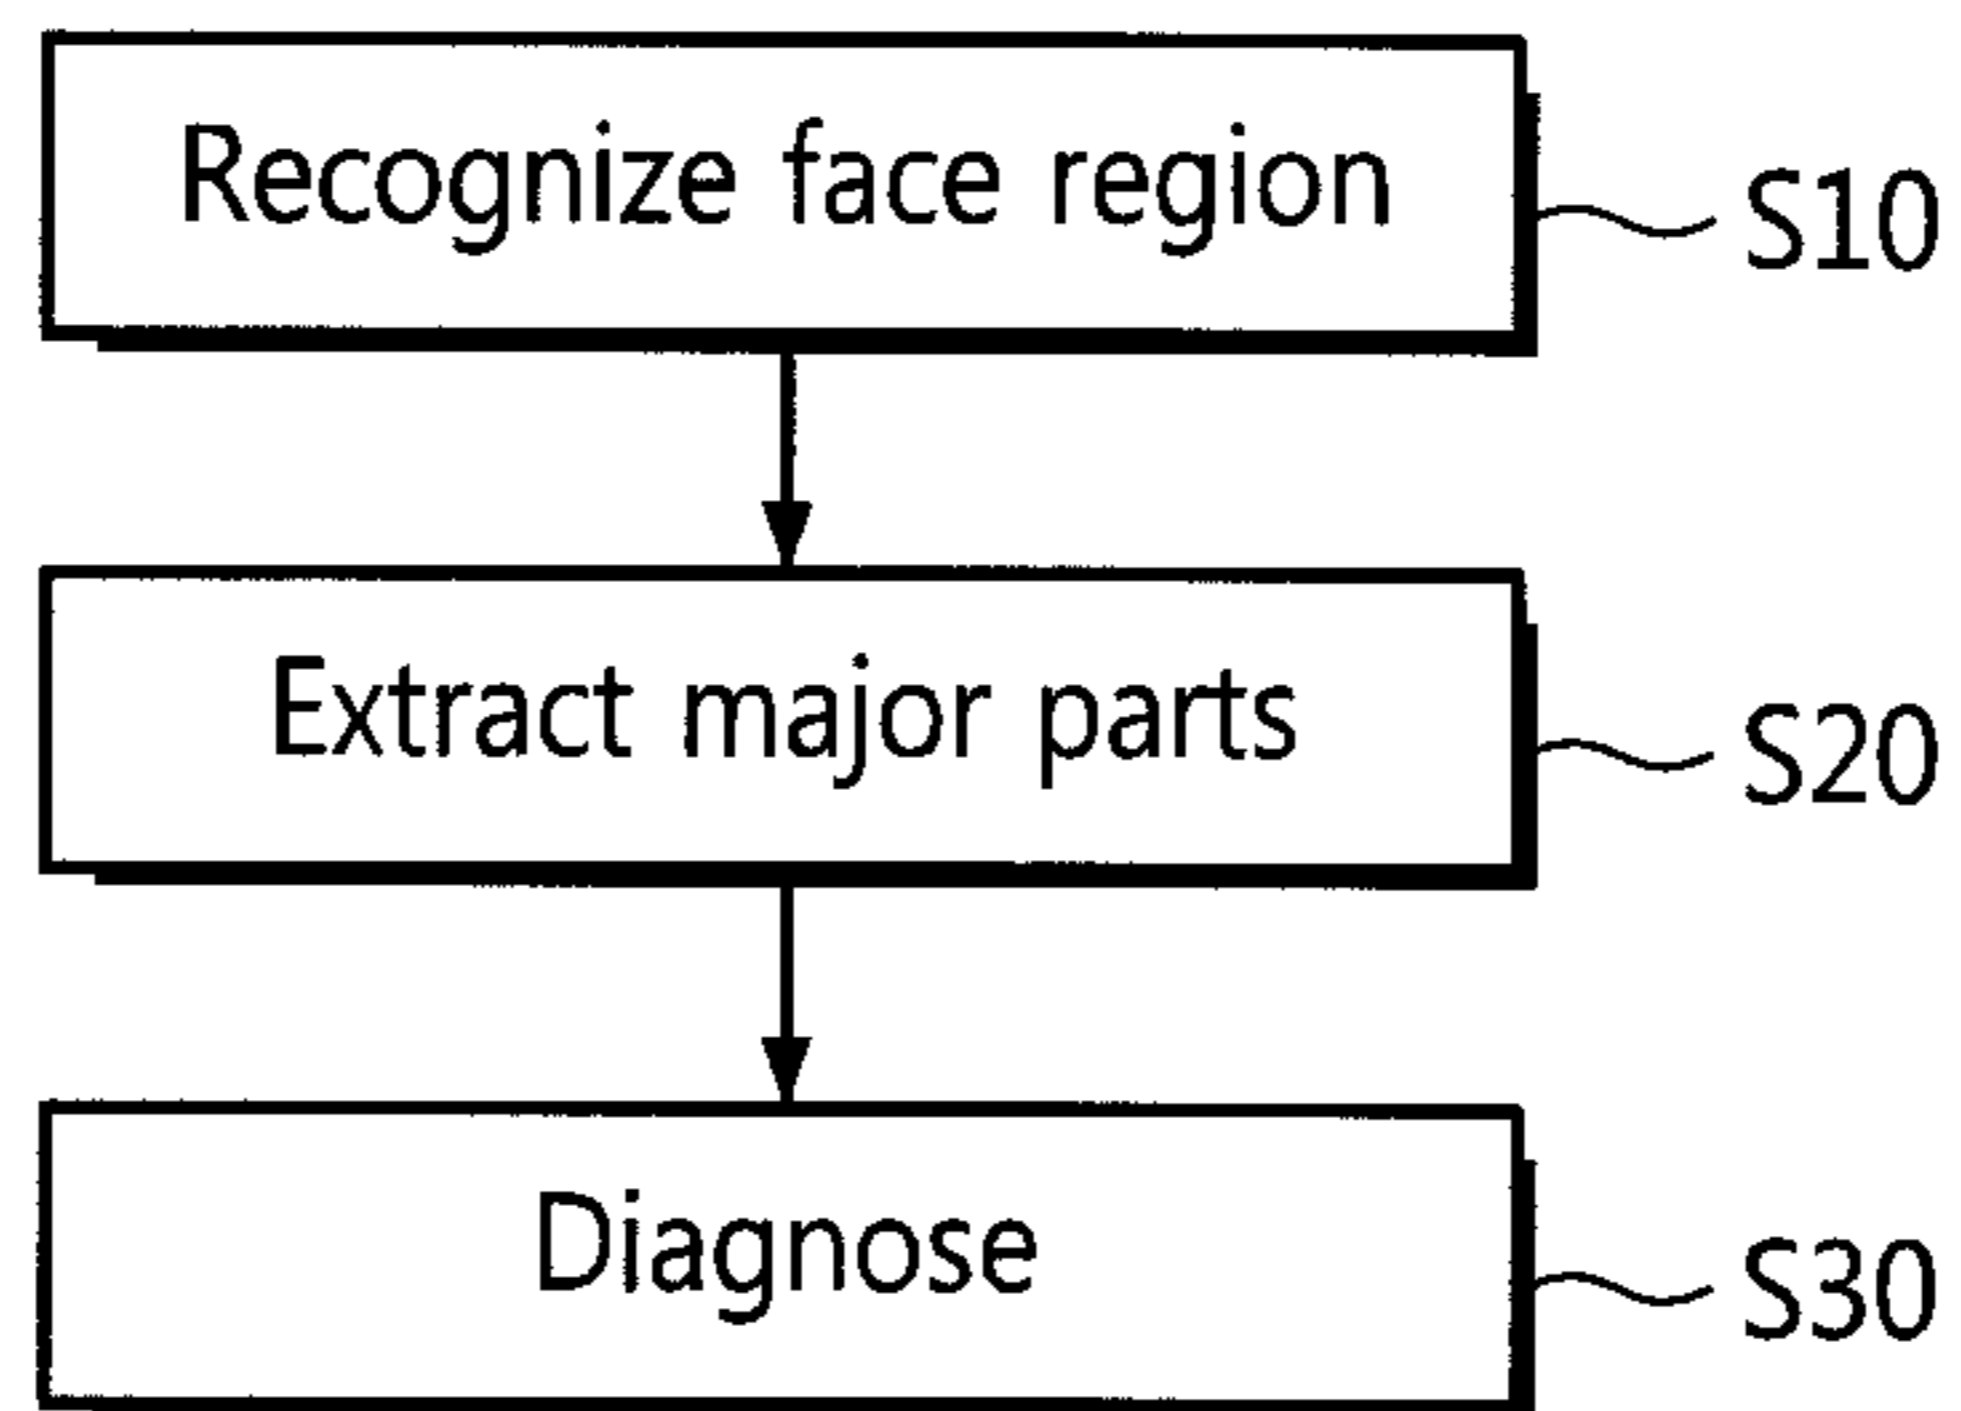 Recognize face region
S10
Extract major parts
S20
Diagnose
S30